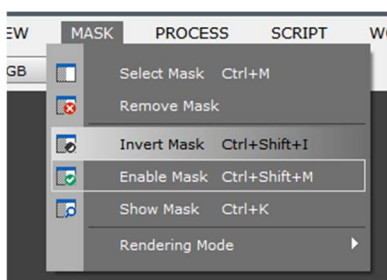 EW MASK PROCESS SCRIPT W
GB
Select Mask Ctrl+M
Remove Mask
Invert Mask Ctrl+Shift+I
Enable Mask Ctrl+Shift+M
Show Mask Ctrl+K
Rendering Mode